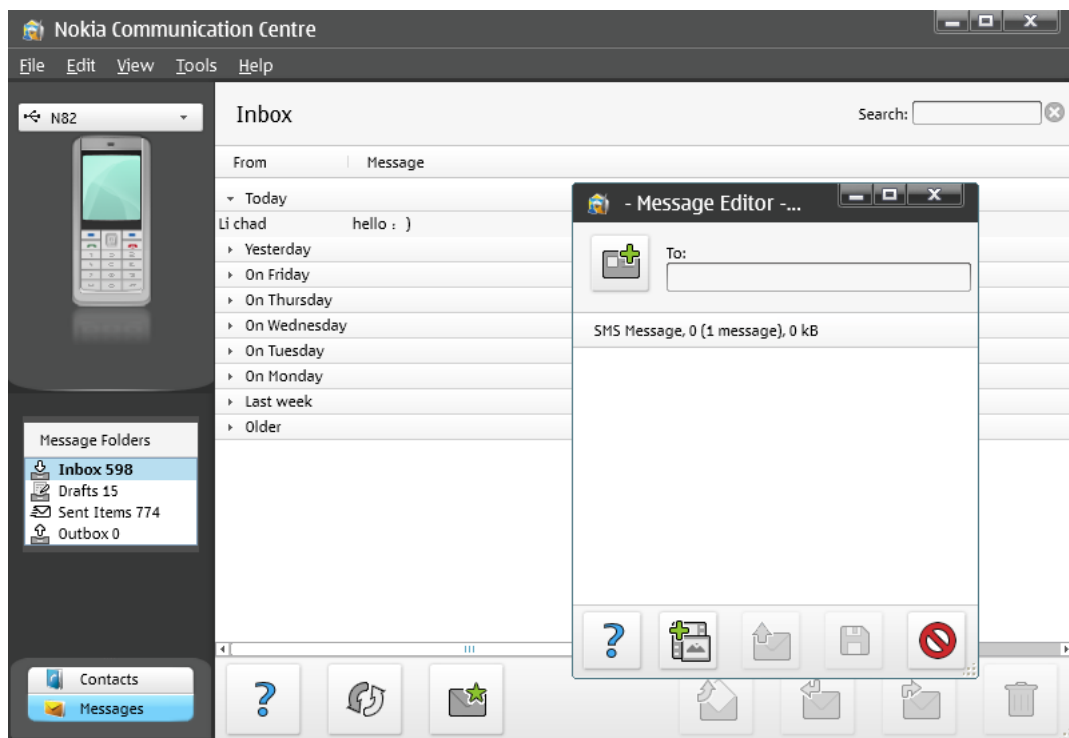 Nokia Communication Centre
File Edit View Tools Help
N82
Inbox
Search:
From Message
Today
Li chad hello : )
Yesterday
On Friday
On Thursday
On Wednesday
On Tuesday
On Monday
Last week
Older
Message Folders
Inbox 598
Drafts 15
Sent Items 774
Outbox 0
Contacts
Messages
- Message Editor -...
To:
SMS Message, 0 (1 message), 0 kB